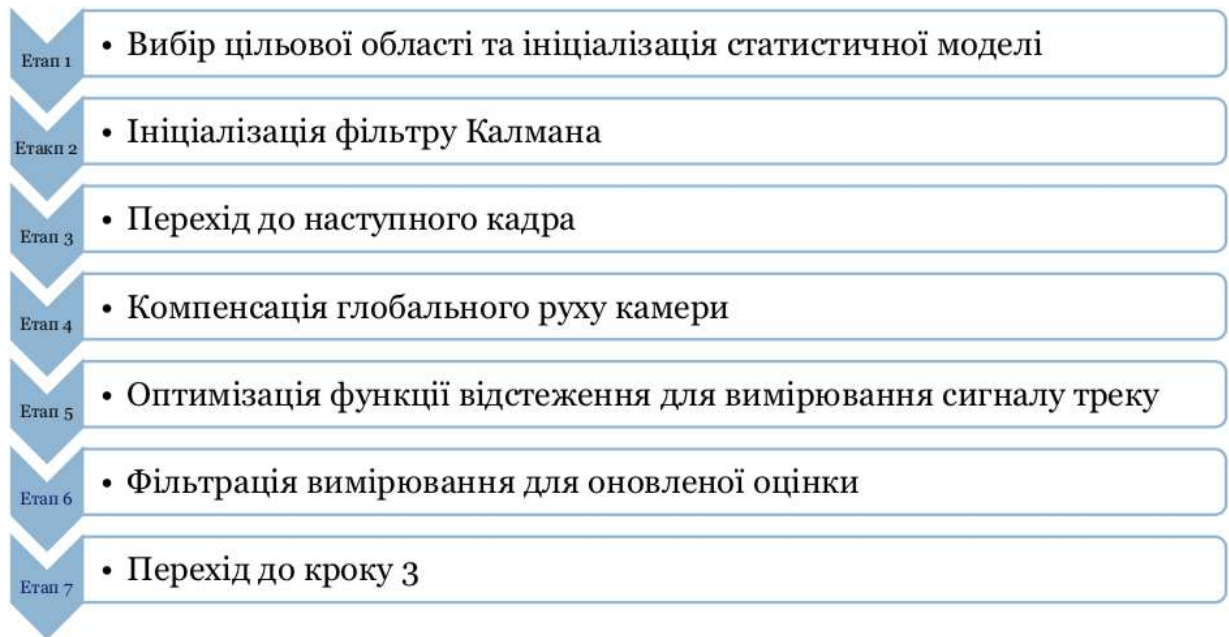 Етап 1
• Вибір цільової області та ініціалізація статистичної моделі
Етакп 2
• Ініціалізація фільтру Калмана
Етап 3
• Перехід до наступного кадра
Етап 4
• Компенсація глобального руху камери
Етап 5
• Оптимізація функції відстеження для вимірювання сигналу треку
Етап 6
• Фільтрація вимірювання для оновленої оцінки
Етап 7
• Перехід до кроку 3